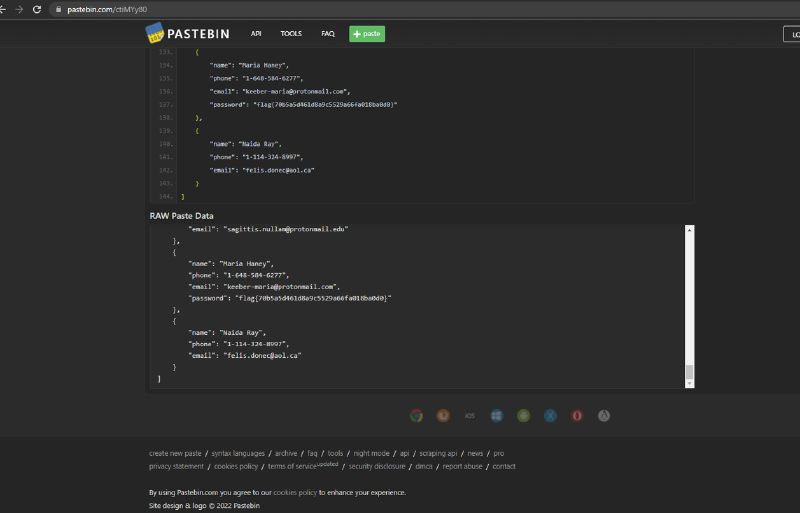 pastebin.com/ctiMYy80
PASTEBIN API TOOLS FAQ + paste LO
133. {
134. "name": "Maria Haney",
135. "phone": "1-648-584-6277",
136. "email": "keeber-maria@protonmail.com",
137. "password": "flag{70b5a5d461d8a9c5529a66fa018ba0d0}"
138. },
139. {
140. "name": "Naida Ray",
141. "phone": "1-114-324-8997",
142. "email": "felis.donec@aol.ca"
143. }
144. ]
RAW Paste Data
"email": "sagittis.nullam@protonmail.edu"
},
{
"name": "Maria Haney",
"phone": "1-648-584-6277",
"email": "keeber-maria@protonmail.com",
"password": "flag{70b5a5d461d8a9c5529a66fa018ba0d0}"
},
{
"name": "Naida Ray",
"phone": "1-114-324-8997",
"email": "felis.donec@aol.ca"
}
]
iOS
create new paste / syntax languages / archive / faq / tools / night mode / api / scraping api / news / pro
privacy statement / cookies policy / terms of service updated / security disclosure / dmca / report abuse / contact
By using Pastebin.com you agree to our cookies policy to enhance your experience.
Site design & logo © 2022 Pastebin